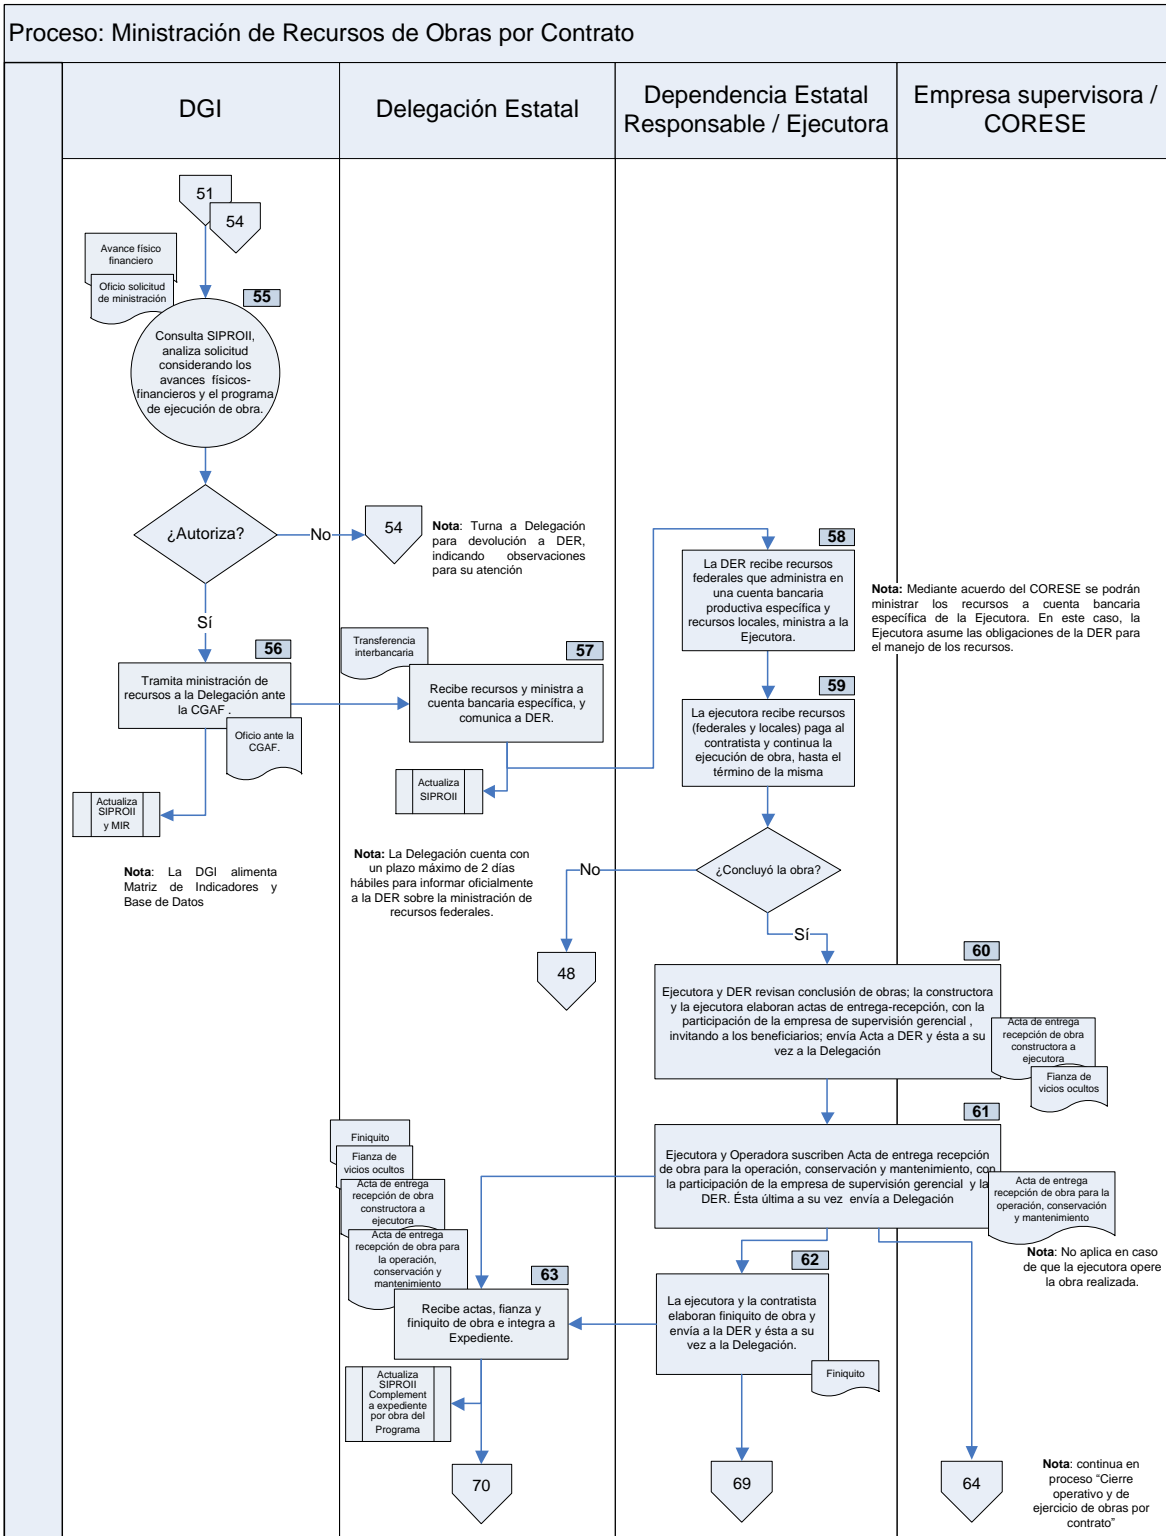 Proceso: Ministración de Recursos de Obras por Contrato
DGI
Delegación Estatal
Dependencia Estatal
Responsable / Ejecutora
Empresa supervisora /
CORESE
51
54
Avance físico
financiero
Oficio solicitud
de ministración
55
Consulta SIPROII,
analiza solicitud
considerando los
avances físicos-
financieros y el programa
de ejecución de obra.
¿Autoriza?
No
54
Nota: Turna a Delegación
para devolución a DER,
indicando observaciones
para su atención
Sí
56
Tramita ministración de
recursos a la Delegación ante
la CGAF .
Oficio ante la
CGAF.
Actualiza
SIPROII
y MIR
Nota: La DGI alimenta
Matriz de Indicadores y
Base de Datos
Transferencia
interbancaria
57
Recibe recursos y ministra a
cuenta bancaria específica, y
comunica a DER.
Actualiza
SIPROII
Nota: La Delegación cuenta con
un plazo máximo de 2 días
hábiles para informar oficialmente
a la DER sobre la ministración de
recursos federales.
58
La DER recibe recursos
federales que administra en
una cuenta bancaria
productiva específica y
recursos locales, ministra a la
Ejecutora.
Nota: Mediante acuerdo del CORESE se podrán
ministrar los recursos a cuenta bancaria
específica de la Ejecutora. En este caso, la
Ejecutora asume las obligaciones de la DER para
el manejo de los recursos.
59
La ejecutora recibe recursos
(federales y locales) paga al
contratista y continua la
ejecución de obra, hasta el
término de la misma
¿Concluyó la obra?
No
48
Sí
60
Ejecutora y DER revisan conclusión de obras; la constructora
y la ejecutora elaboran actas de entrega-recepción, con la
participación de la empresa de supervisión gerencial ,
invitando a los beneficiarios; envía Acta a DER y ésta a su
vez a la Delegación
Acta de entrega
recepción de obra
constructora a
ejecutora
Fianza de
vicios ocultos
61
Ejecutora y Operadora suscriben Acta de entrega recepción
de obra para la operación, conservación y mantenimiento, con
la participación de la empresa de supervisión gerencial y la
DER. Ésta última a su vez envía a Delegación
Acta de entrega
recepción de obra para la
operación, conservación
y mantenimiento
Nota: No aplica en caso
de que la ejecutora opere
la obra realizada.
Finiquito
Fianza de
vicios ocultos
Acta de entrega
recepción de obra
constructora a
ejecutora
Acta de entrega
recepción de obra para
la operación,
conservación y
mantenimiento
63
Recibe actas, fianza y
finiquito de obra e integra a
Expediente.
62
La ejecutora y la contratista
elaboran finiquito de obra y
envía a la DER y ésta a su
vez a la Delegación.
Finiquito
Actualiza
SIPROII
Complement
a expediente
por obra del
Programa
70
69
64
Nota: continua en
proceso “Cierre
operativo y de
ejercicio de obras por
contrato”